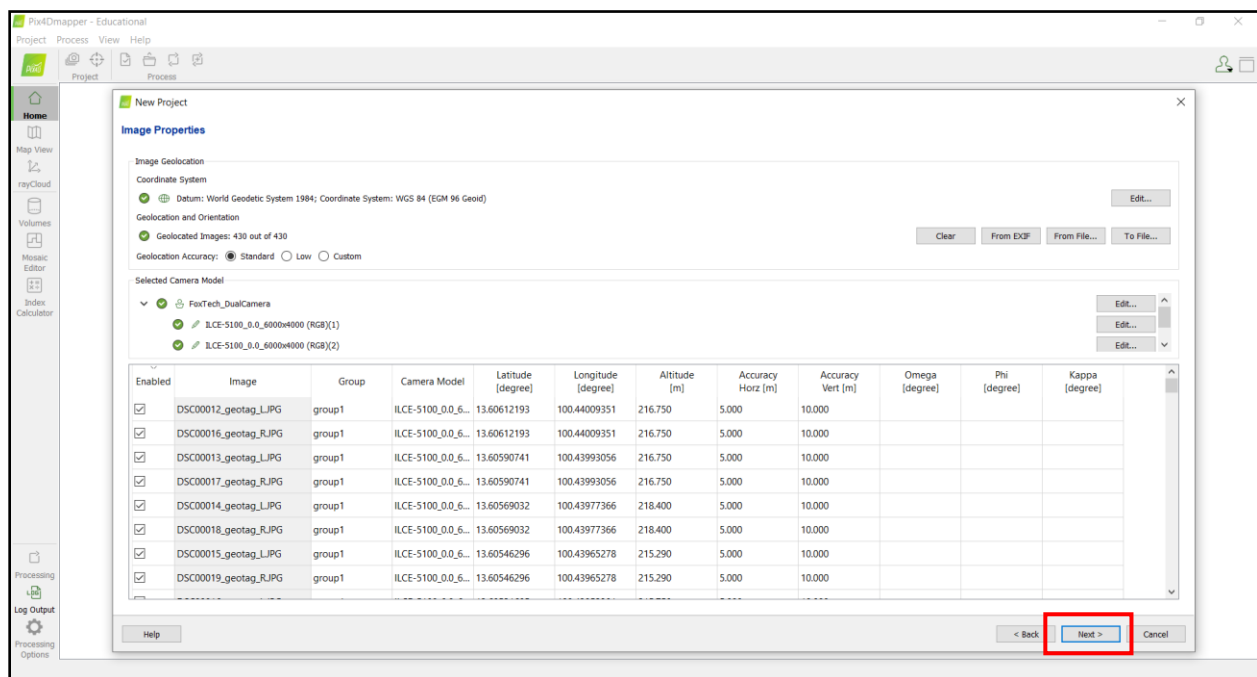 Pix4Dmapper - Educational
Project Process View Help
Project Process
Home
Map View
rayCloud
Volumes
Mosaic
Editor
Index
Calculator
Processing
Log Output
Processing
Options
New Project
Image Properties
Image Geolocation
Coordinate System
Datum: World Geodetic System 1984; Coordinate System: WGS 84 (EGM 96 Geoid) Edit...
Geolocation and Orientation
Geolocated Images: 430 out of 430 Clear From EXIF From File... To File...
Geolocation Accuracy: Standard Low Custom
Selected Camera Model
FoxTech_DualCamera Edit...
ILCE-5100_0.0_6000x4000 (RGB)(1) Edit...
ILCE-5100_0.0_6000x4000 (RGB)(2) Edit...
Enabled Image Group Camera Model Latitude [degree] Longitude [degree] Altitude [m] Accuracy Horz [m] Accuracy Vert [m] Omega [degree] Phi [degree] Kappa [degree]
DSC00012_geotag_L.JPG group1 ILCE-5100_0.0_6... 13.60612193 100.44009351 216.750 5.000 10.000
DSC00016_geotag_R.JPG group1 ILCE-5100_0.0_6... 13.60612193 100.44009351 216.750 5.000 10.000
DSC00013_geotag_L.JPG group1 ILCE-5100_0.0_6... 13.60590741 100.43993056 216.750 5.000 10.000
DSC00017_geotag_R.JPG group1 ILCE-5100_0.0_6... 13.60590741 100.43993056 216.750 5.000 10.000
DSC00014_geotag_L.JPG group1 ILCE-5100_0.0_6... 13.60569032 100.43977366 218.400 5.000 10.000
DSC00018_geotag_R.JPG group1 ILCE-5100_0.0_6... 13.60569032 100.43977366 218.400 5.000 10.000
DSC00015_geotag_L.JPG group1 ILCE-5100_0.0_6... 13.60546296 100.43965278 215.290 5.000 10.000
DSC00019_geotag_R.JPG group1 ILCE-5100_0.0_6... 13.60546296 100.43965278 215.290 5.000 10.000
Help < Back Next > Cancel